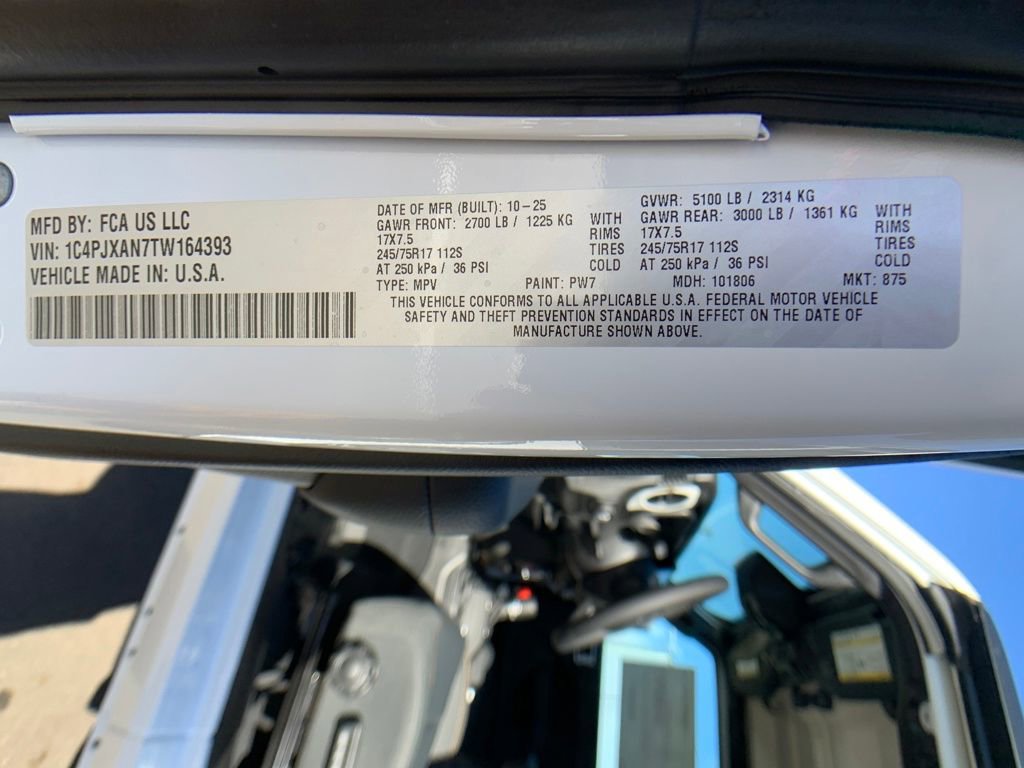 MFD BY: FCA US LLC
VIN: 1C4PJXAN7TW164393
VEHICLE MADE IN: U.S.A.
DATE OF MFR (BUILT): 10-25
GAWR FRONT: 2700 LB / 1225 KG WITH
17X7.5 RIMS
245/75R17 112S TIRES
AT 250 kPa / 36 PSI COLD
GVWR: 5100 LB / 2314 KG
GAWR REAR: 3000 LB / 1361 KG WITH
17X7.5 RIMS
245/75R17 112S TIRES
AT 250 kPa / 36 PSI COLD
TYPE: MPV PAINT: PW7 MDH: 101806 MKT: 875
THIS VEHICLE CONFORMS TO ALL APPLICABLE U.S.A. FEDERAL MOTOR VEHICLE
SAFETY AND THEFT PREVENTION STANDARDS IN EFFECT ON THE DATE OF
MANUFACTURE SHOWN ABOVE.